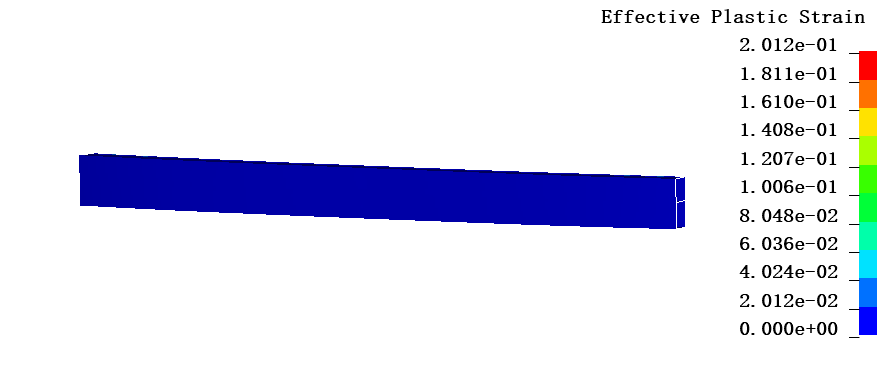 Effective Plastic Strain
2.012e-01
1.811e-01
1.610e-01
1.408e-01
1.207e-01
1.006e-01
8.048e-02
6.036e-02
4.024e-02
2.012e-02
0.000e+00